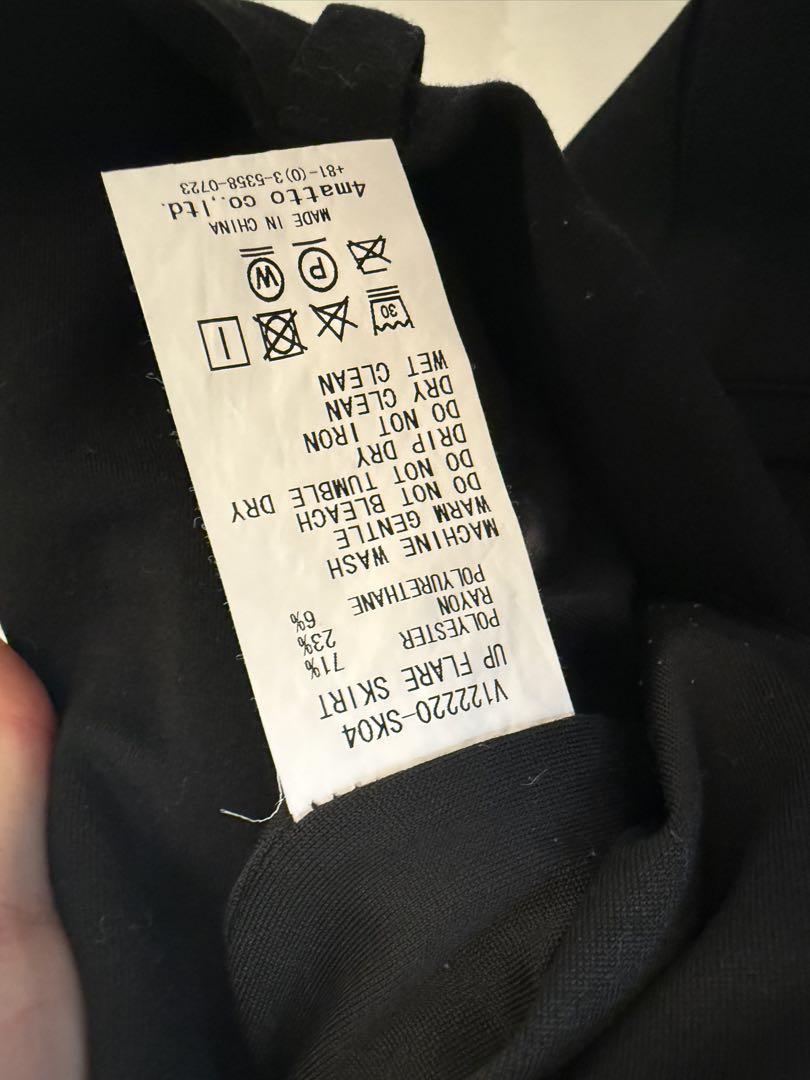 V122220-SK04
UP FLARE SKIRT
71%
POLYESTER 23%
RAYON 6%
POLYURETHANE
MACHINE WASH
WARM GENTLE
DO NOT BLEACH
DO NOT TUMBLE DRY
DRIP DRY
DO NOT IRON
DRY CLEAN
WET CLEAN
30
P W
MADE IN CHINA
4matto co.,ltd.
+81-(0)3-5358-0723